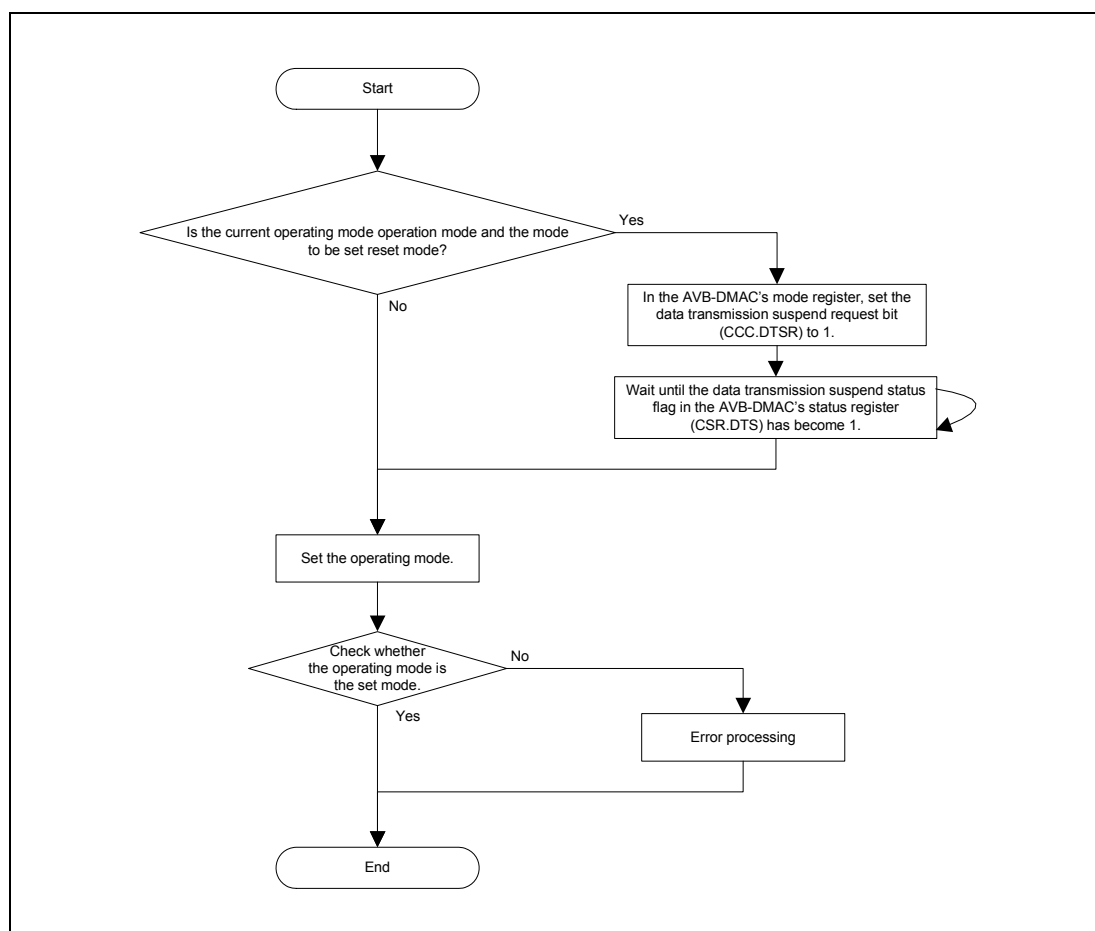 Start
Is the current operating mode operation mode and the mode
to be set reset mode?
Yes
No
In the AVB-DMAC’s mode register, set the
data transmission suspend request bit
(CCC.DTSR) to 1.
Wait until the data transmission suspend status
flag in the AVB-DMAC’s status register
(CSR.DTS) has become 1.
Set the operating mode.
Check whether
the operating mode is
the set mode.
No
Yes
Error processing
End